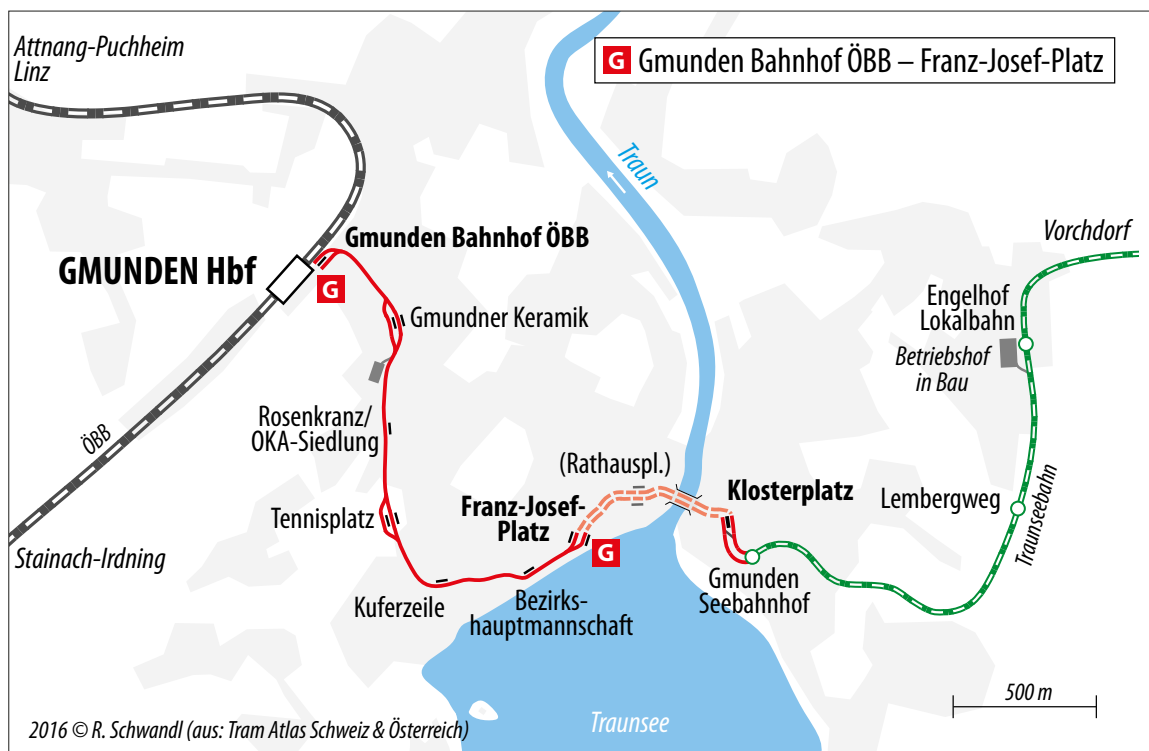 Attnang-Puchheim
Linz
G Gmunden Bahnhof ÖBB – Franz-Josef-Platz
Traun
Gmunden Bahnhof ÖBB
GMUNDEN Hbf
G
Vorchdorf
Gmundner Keramik
Engelhof
Lokalbahn
Betriebshof
in Bau
Rosenkranz/
OKA-Siedlung
ÖBB
(Rathauspl.)
Klosterplatz
Lembergweg
Traunseebahn
Tennisplatz
Franz-Josef-
Platz
G
Stainach-Irdning
Gmunden
Seebahnhof
Kuferzeile
Bezirks-
hauptmannschaft
500 m
Traunsee
2016 © R. Schwandl (aus: Tram Atlas Schweiz & Österreich)